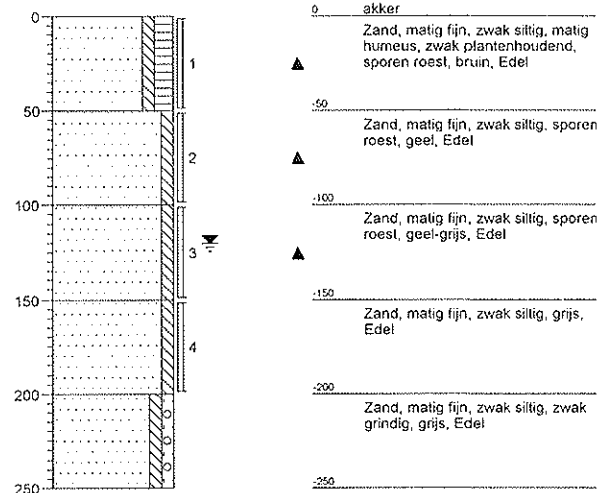 0
50
100
150
200
250
1
2
3
4
0 akker
Zand, matig fijn, zwak siltig, matig
humeus, zwak plantenhoudend,
sporen roest, bruin, Edel
-50
Zand, matig fijn, zwak siltig, sporen
roest, geel, Edel
-100
Zand, matig fijn, zwak siltig, sporen
roest, geel-grijs, Edel
-150
Zand, matig fijn, zwak siltig, grijs,
Edel
-200
Zand, matig fijn, zwak siltig, zwak
grindig, grijs, Edel
-250